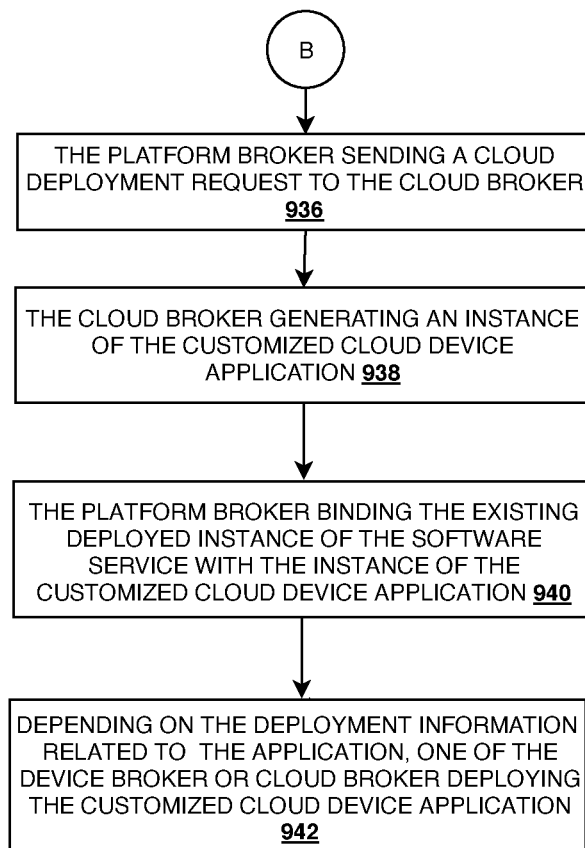 B
THE PLATFORM BROKER SENDING A CLOUD
DEPLOYMENT REQUEST TO THE CLOUD BROKER
936
THE CLOUD BROKER GENERATING AN INSTANCE
OF THE CUSTOMIZED CLOUD DEVICE
APPLICATION 938
THE PLATFORM BROKER BINDING THE EXISTING
DEPLOYED INSTANCE OF THE SOFTWARE
SERVICE WITH THE INSTANCE OF THE
CUSTOMIZED CLOUD DEVICE APPLICATION 940
DEPENDING ON THE DEPLOYMENT INFORMATION
RELATED TO THE APPLICATION, ONE OF THE
DEVICE BROKER OR CLOUD BROKER DEPLOYING
THE CUSTOMIZED CLOUD DEVICE APPLICATION
942